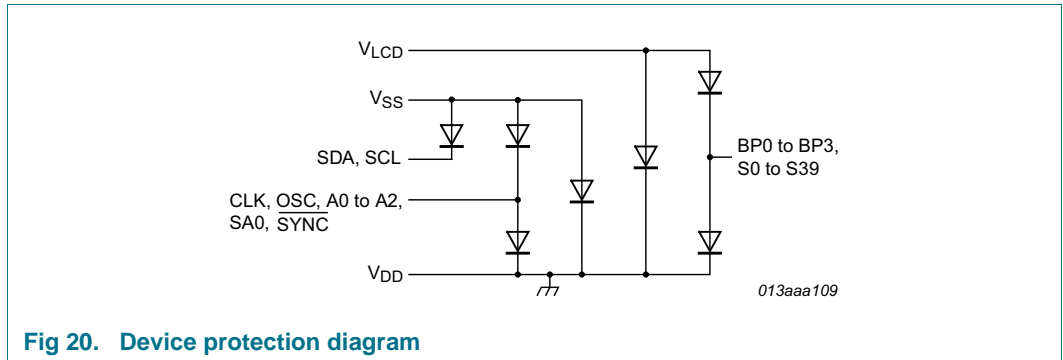 VLCD
VSS
SDA, SCL
BP0 to BP3,
S0 to S39
CLK, OSC, A0 to A2,
SA0, SYNC
VDD
013aaa109
Fig 20. Device protection diagram